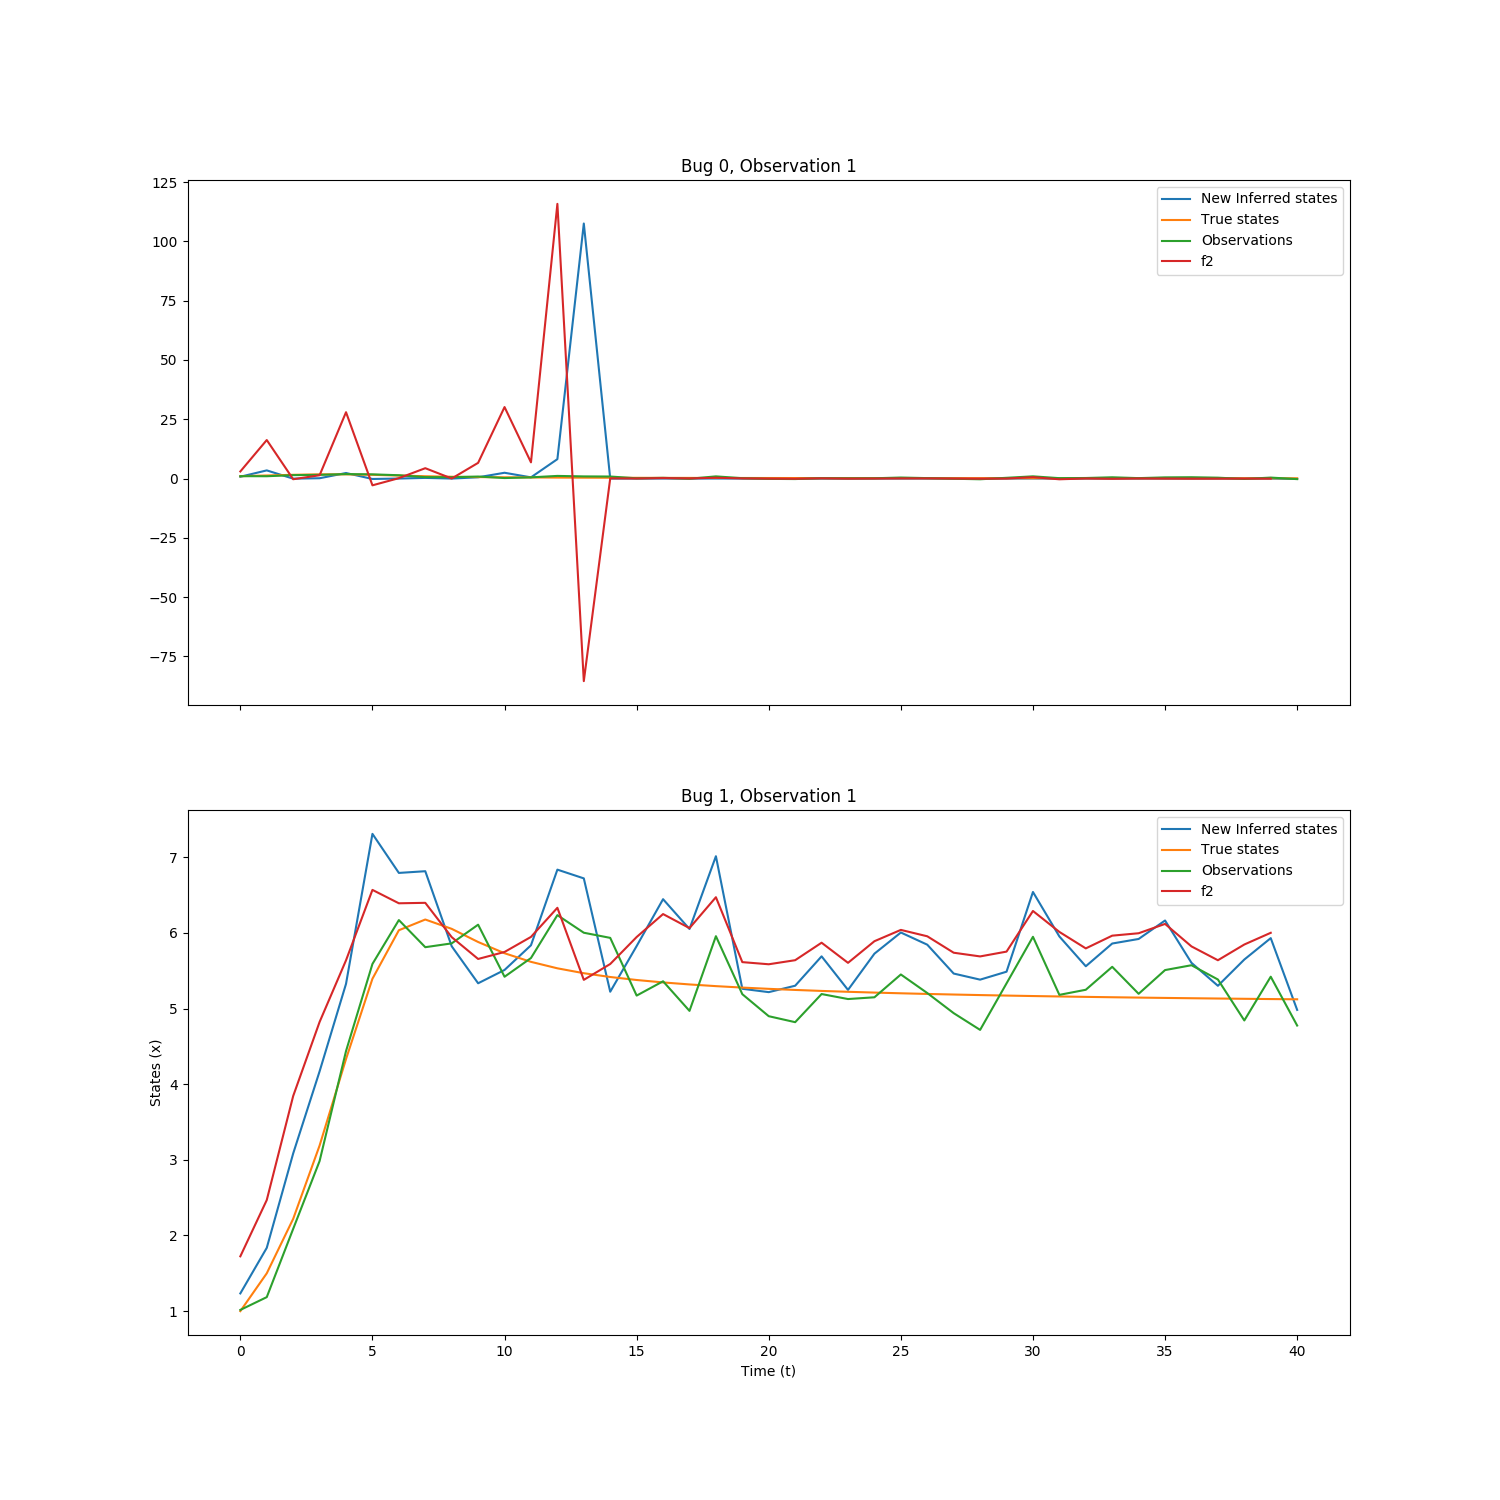 Bug 0, Observation 1
125
100
75
50
25
0
−25
−50
−75
New Inferred states
True states
Observations
f2
Bug 1, Observation 1
7
6
5
4
3
2
1
States (x)
New Inferred states
True states
Observations
f2
0 5 10 15 20 25 30 35 40
Time (t)